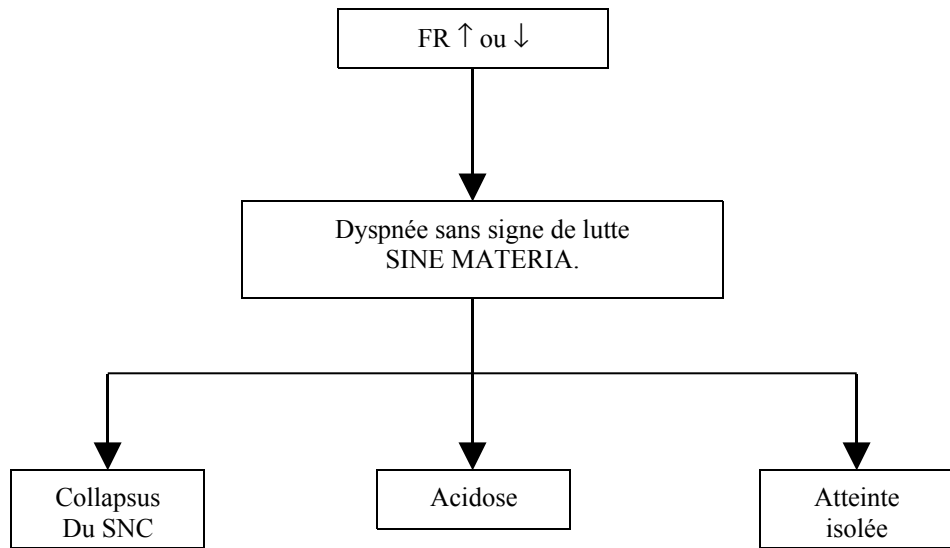 FR ↑ ou ↓
Dyspnée sans signe de lutte
SINE MATERIA.
Collapsus
Du SNC
Acidose
Atteinte
isolée